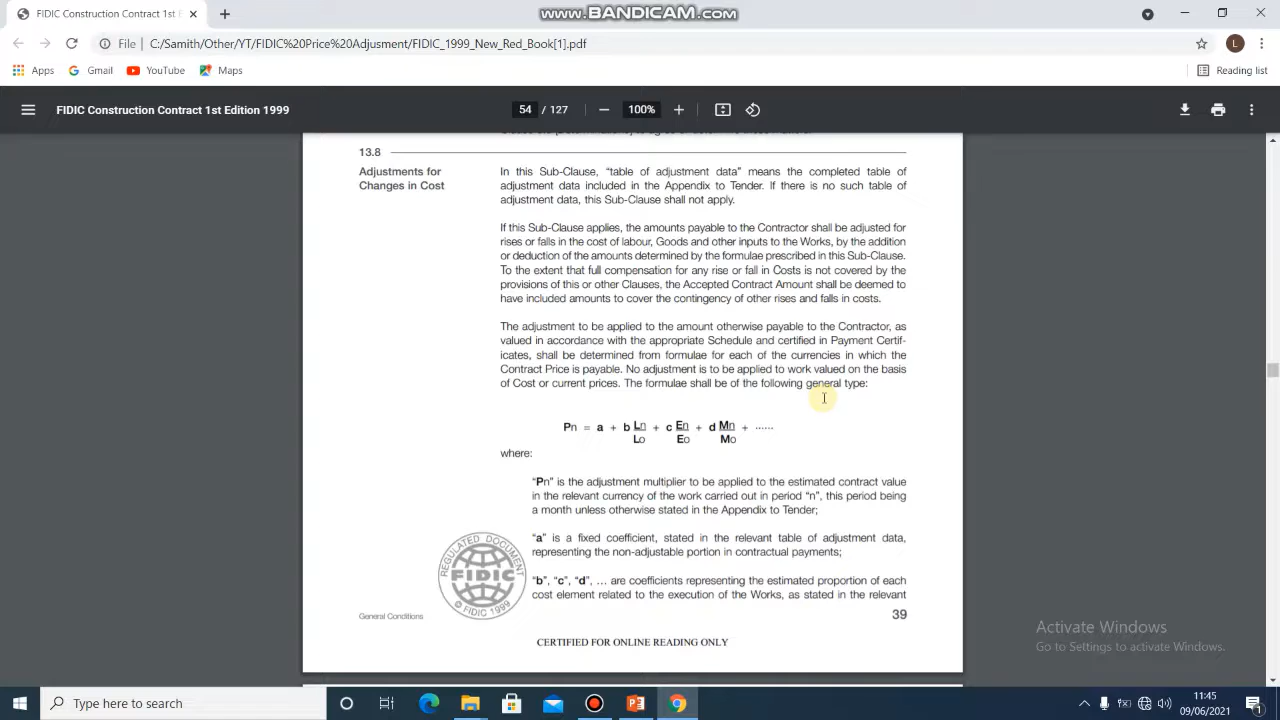 www.BANDICAM.com
FIDIC Construction Contract 1st Ed
File C:/Smith/Other/YT/FIDIC%20Price%20Adjustment/FIDIC_1999_New_Red_Book[1].pdf
L
Apps Gmail YouTube Maps Reading list
FIDIC Construction Contract 1st Edition 1999 54 / 127 100%
13.8
Adjustments for
Changes in Cost
In this Sub-Clause, “table of adjustment data” means the completed table of
adjustment data included in the Appendix to Tender. If there is no such table of
adjustment data, this Sub-Clause shall not apply.
If this Sub-Clause applies, the amounts payable to the Contractor shall be adjusted for
rises or falls in the cost of labour, Goods and other inputs to the Works, by the addition
or deduction of the amounts determined by the formulae prescribed in this Sub-Clause.
To the extent that full compensation for any rise or fall in Costs is not covered by the
provisions of this or other Clauses, the Accepted Contract Amount shall be deemed to
have included amounts to cover the contingency of other rises and falls in costs.
The adjustment to be applied to the amount otherwise payable to the Contractor, as
valued in accordance with the appropriate Schedule and certified in Payment Certif-
icates, shall be determined from formulae for each of the currencies in which the
Contract Price is payable. No adjustment is to be applied to work valued on the basis
of Cost or current prices. The formulae shall be of the following general type:
Pn = a + b Ln + c En + d Mn + ......
Lo Eo Mo
where:
“Pn” is the adjustment multiplier to be applied to the estimated contract value
in the relevant currency of the work carried out in period “n”, this period being
a month unless otherwise stated in the Appendix to Tender;
“a” is a fixed coefficient, stated in the relevant table of adjustment data,
representing the non-adjustable portion in contractual payments;
“b”, “c”, “d”, … are coefficients representing the estimated proportion of each
cost element related to the execution of the Works, as stated in the relevant
REGULATED DOCUMENT
FIDIC
© FIDIC 1999
General Conditions 39
CERTIFIED FOR ONLINE READING ONLY
Activate Windows
Go to Settings to activate Windows.
Type here to search
11:45
09/06/2021